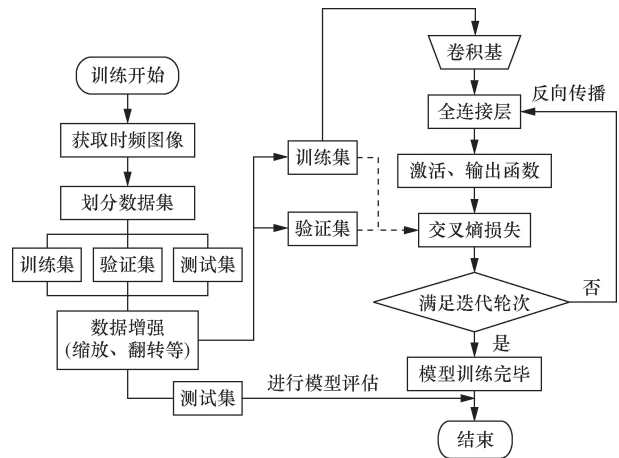 训练开始
获取时频图像
划分数据集
训练集
验证集
测试集
数据增强
(缩放、翻转等)
测试集
进行模型评估
训练集
验证集
卷积基
全连接层
反向传播
激活、输出函数
交叉熵损失
满足迭代轮次
否
是
模型训练完毕
结束